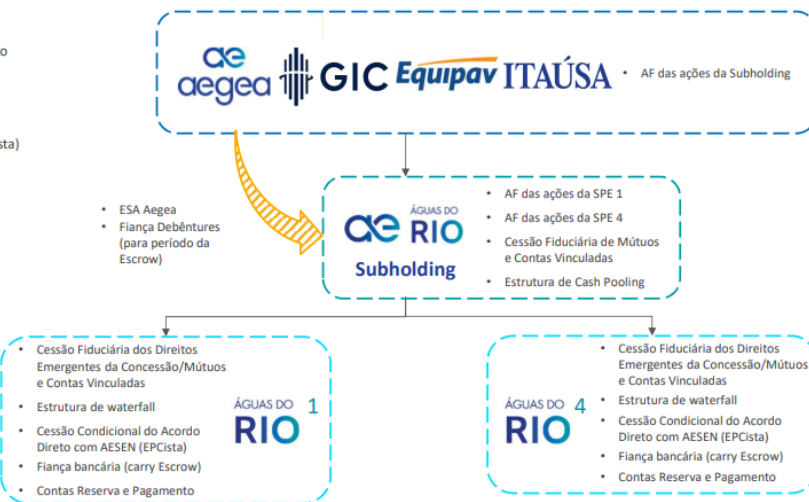 o
sta)
ae
aegea
GIC
Equipav
ITAÚSA
• AF das ações da Subholding
• ESA Aegea
• Fiança Debêntures
(para período da
Escrow)
ae
ÁGUAS DO
RIO
Subholding
• AF das ações da SPE 1
• AF das ações da SPE 4
• Cessão Fiduciária de Mútuos
e Contas Vinculadas
• Estrutura de Cash Pooling
• Cessão Fiduciária dos Direitos
Emergentes da Concessão/Mútuos
e Contas Vinculadas
• Estrutura de waterfall
• Cessão Condicional do Acordo
Direto com AESEN (EPCista)
• Fiança bancária (carry Escrow)
• Contas Reserva e Pagamento
ÁGUAS DO
RIO
1
ÁGUAS DO
RIO
4
• Cessão Fiduciária dos Direitos
Emergentes da Concessão/Mútuos
e Contas Vinculadas
• Estrutura de waterfall
• Cessão Condicional do Acordo
Direto com AESEN (EPCista)
• Fiança bancária (carry Escrow)
• Contas Reserva e Pagamento